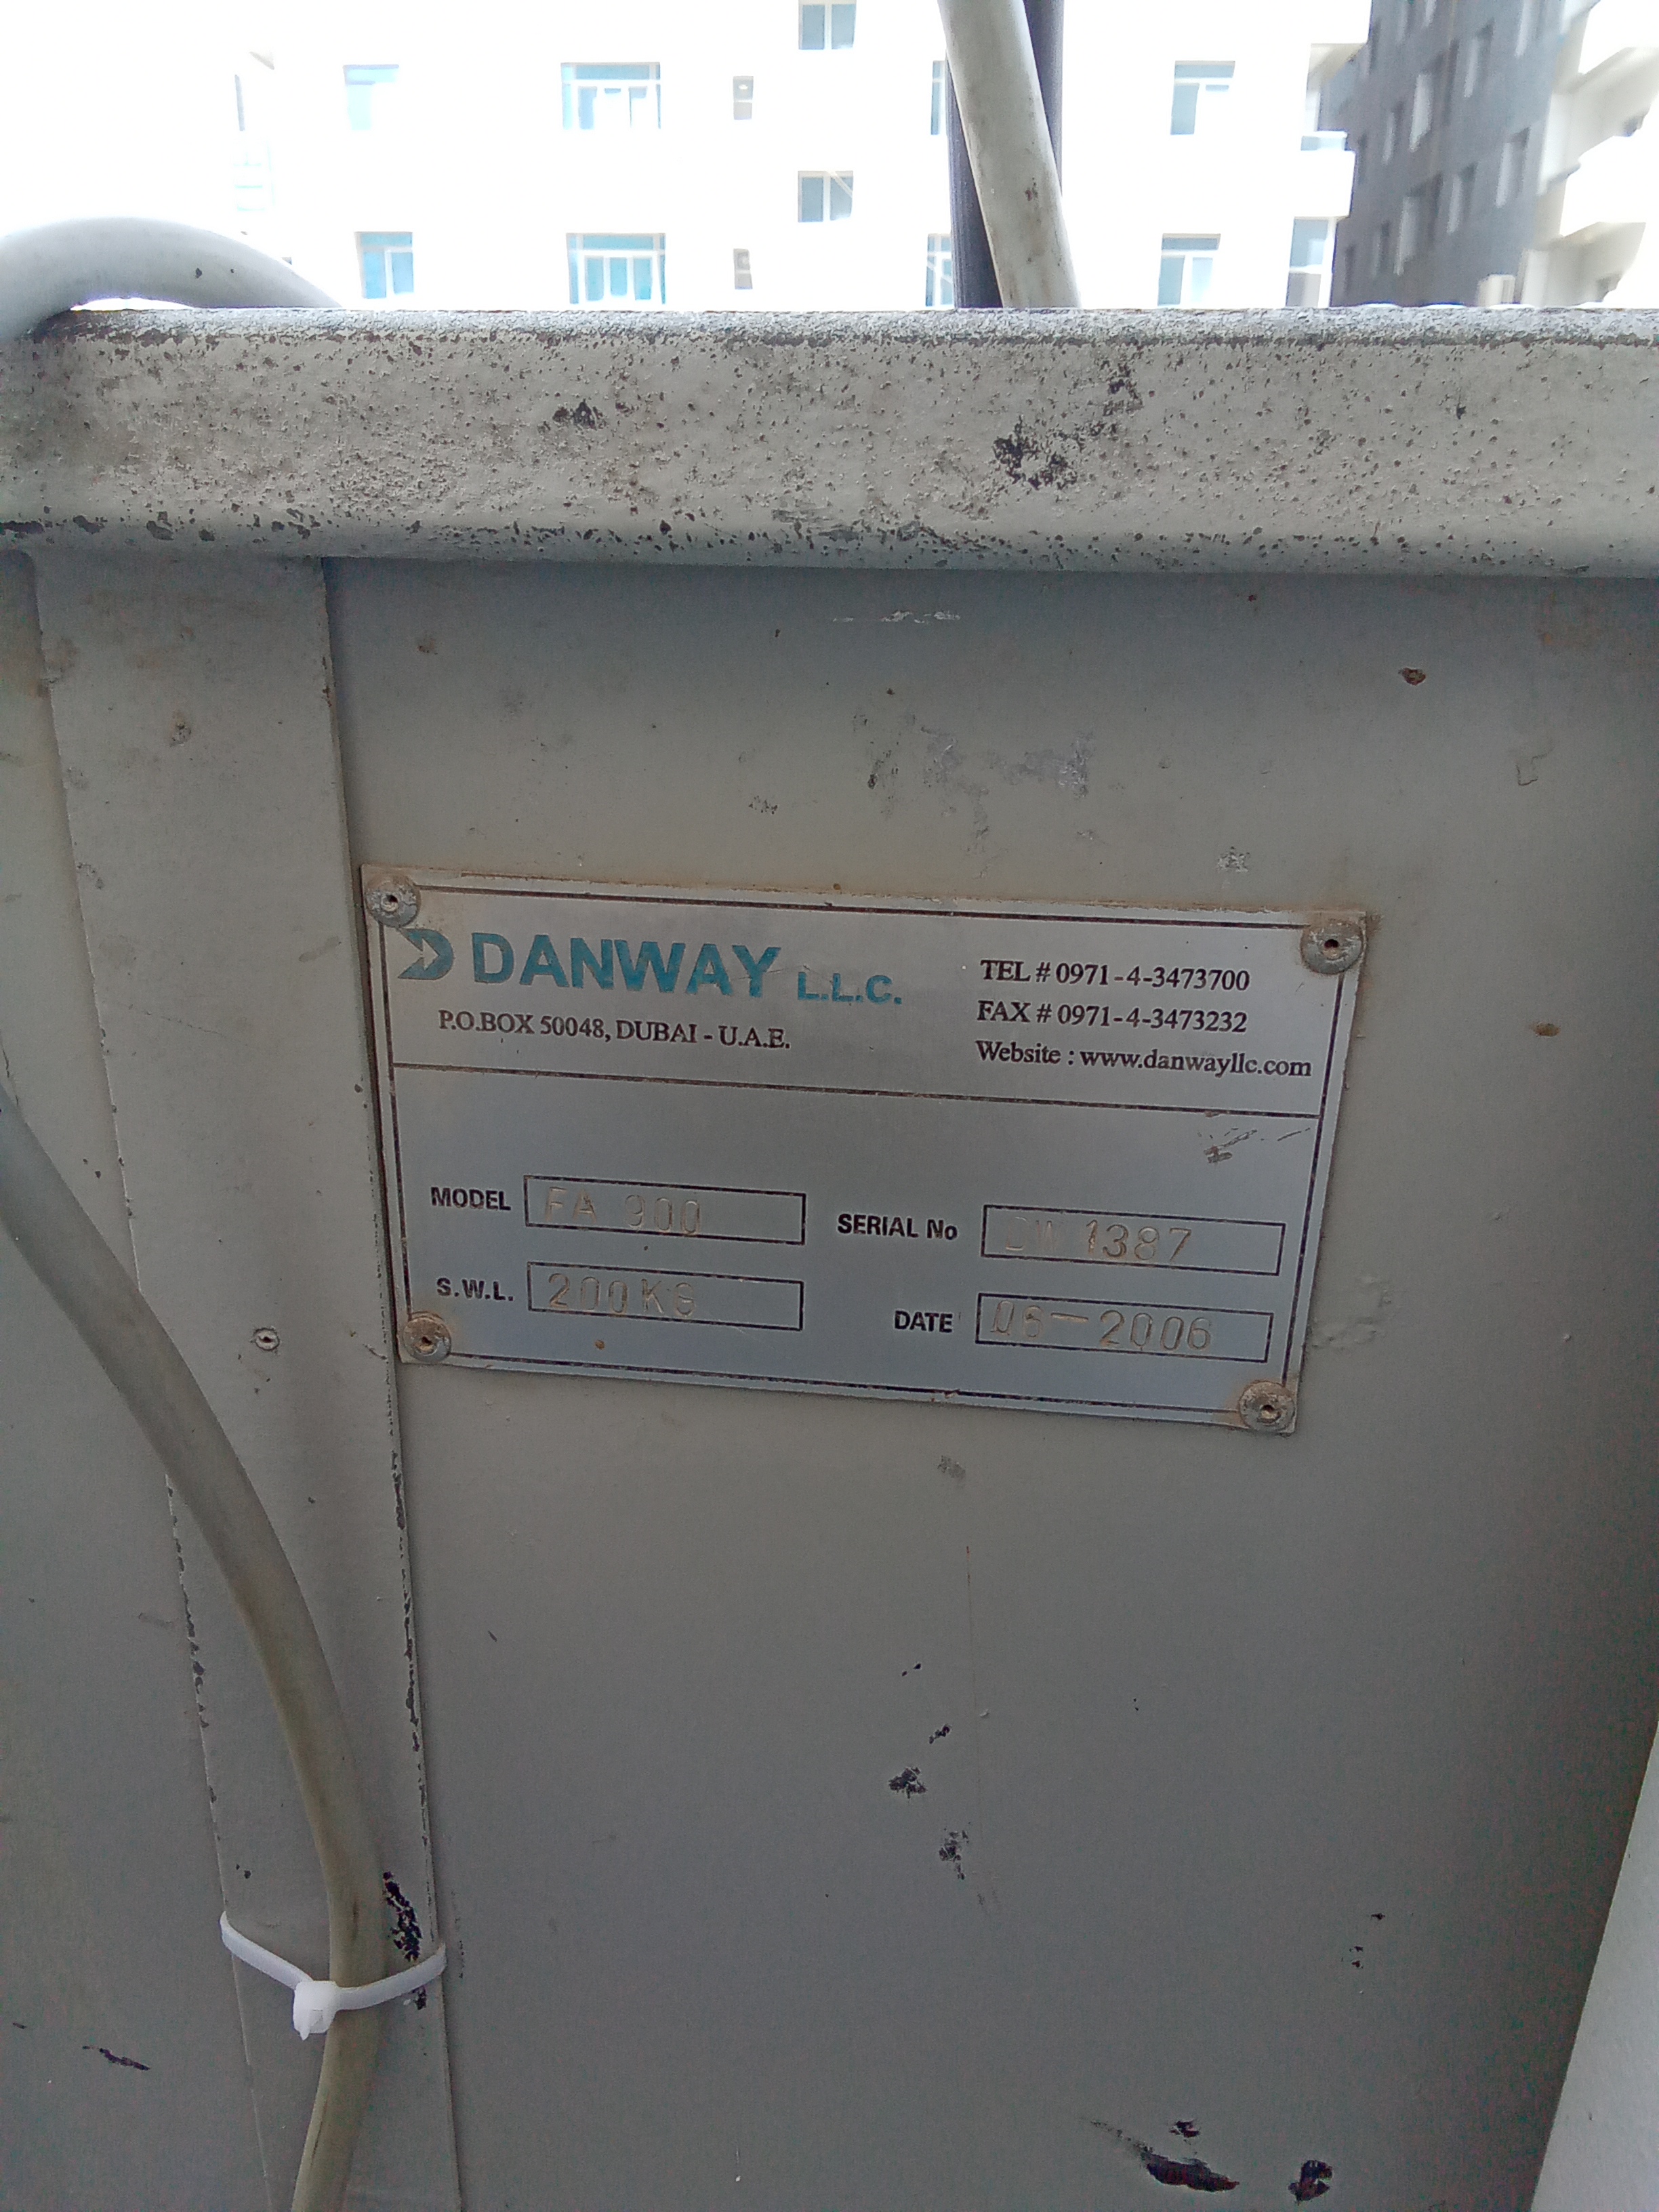 DANWAY L.L.C.
P.O.BOX 50048, DUBAI - U.A.E.
TEL # 0971-4-3473700
FAX # 0971-4-3473232
Website : www.danwayllc.com
MODEL FA 900
SERIAL No DW 1387
S.W.L. 200KG
DATE 06-2006